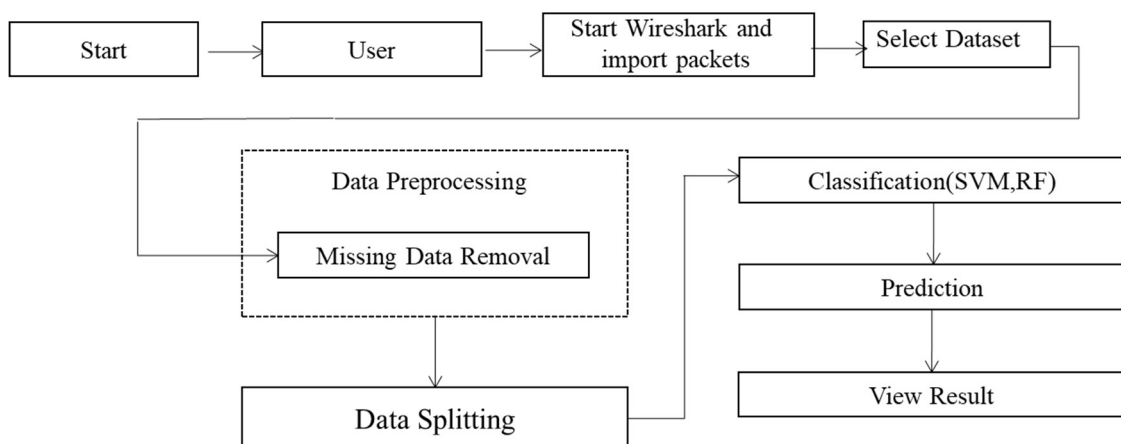 Start
User
Start Wireshark and
import packets
Select Dataset
Data Preprocessing
Missing Data Removal
Data Splitting
Classification(SVM,RF)
Prediction
View Result